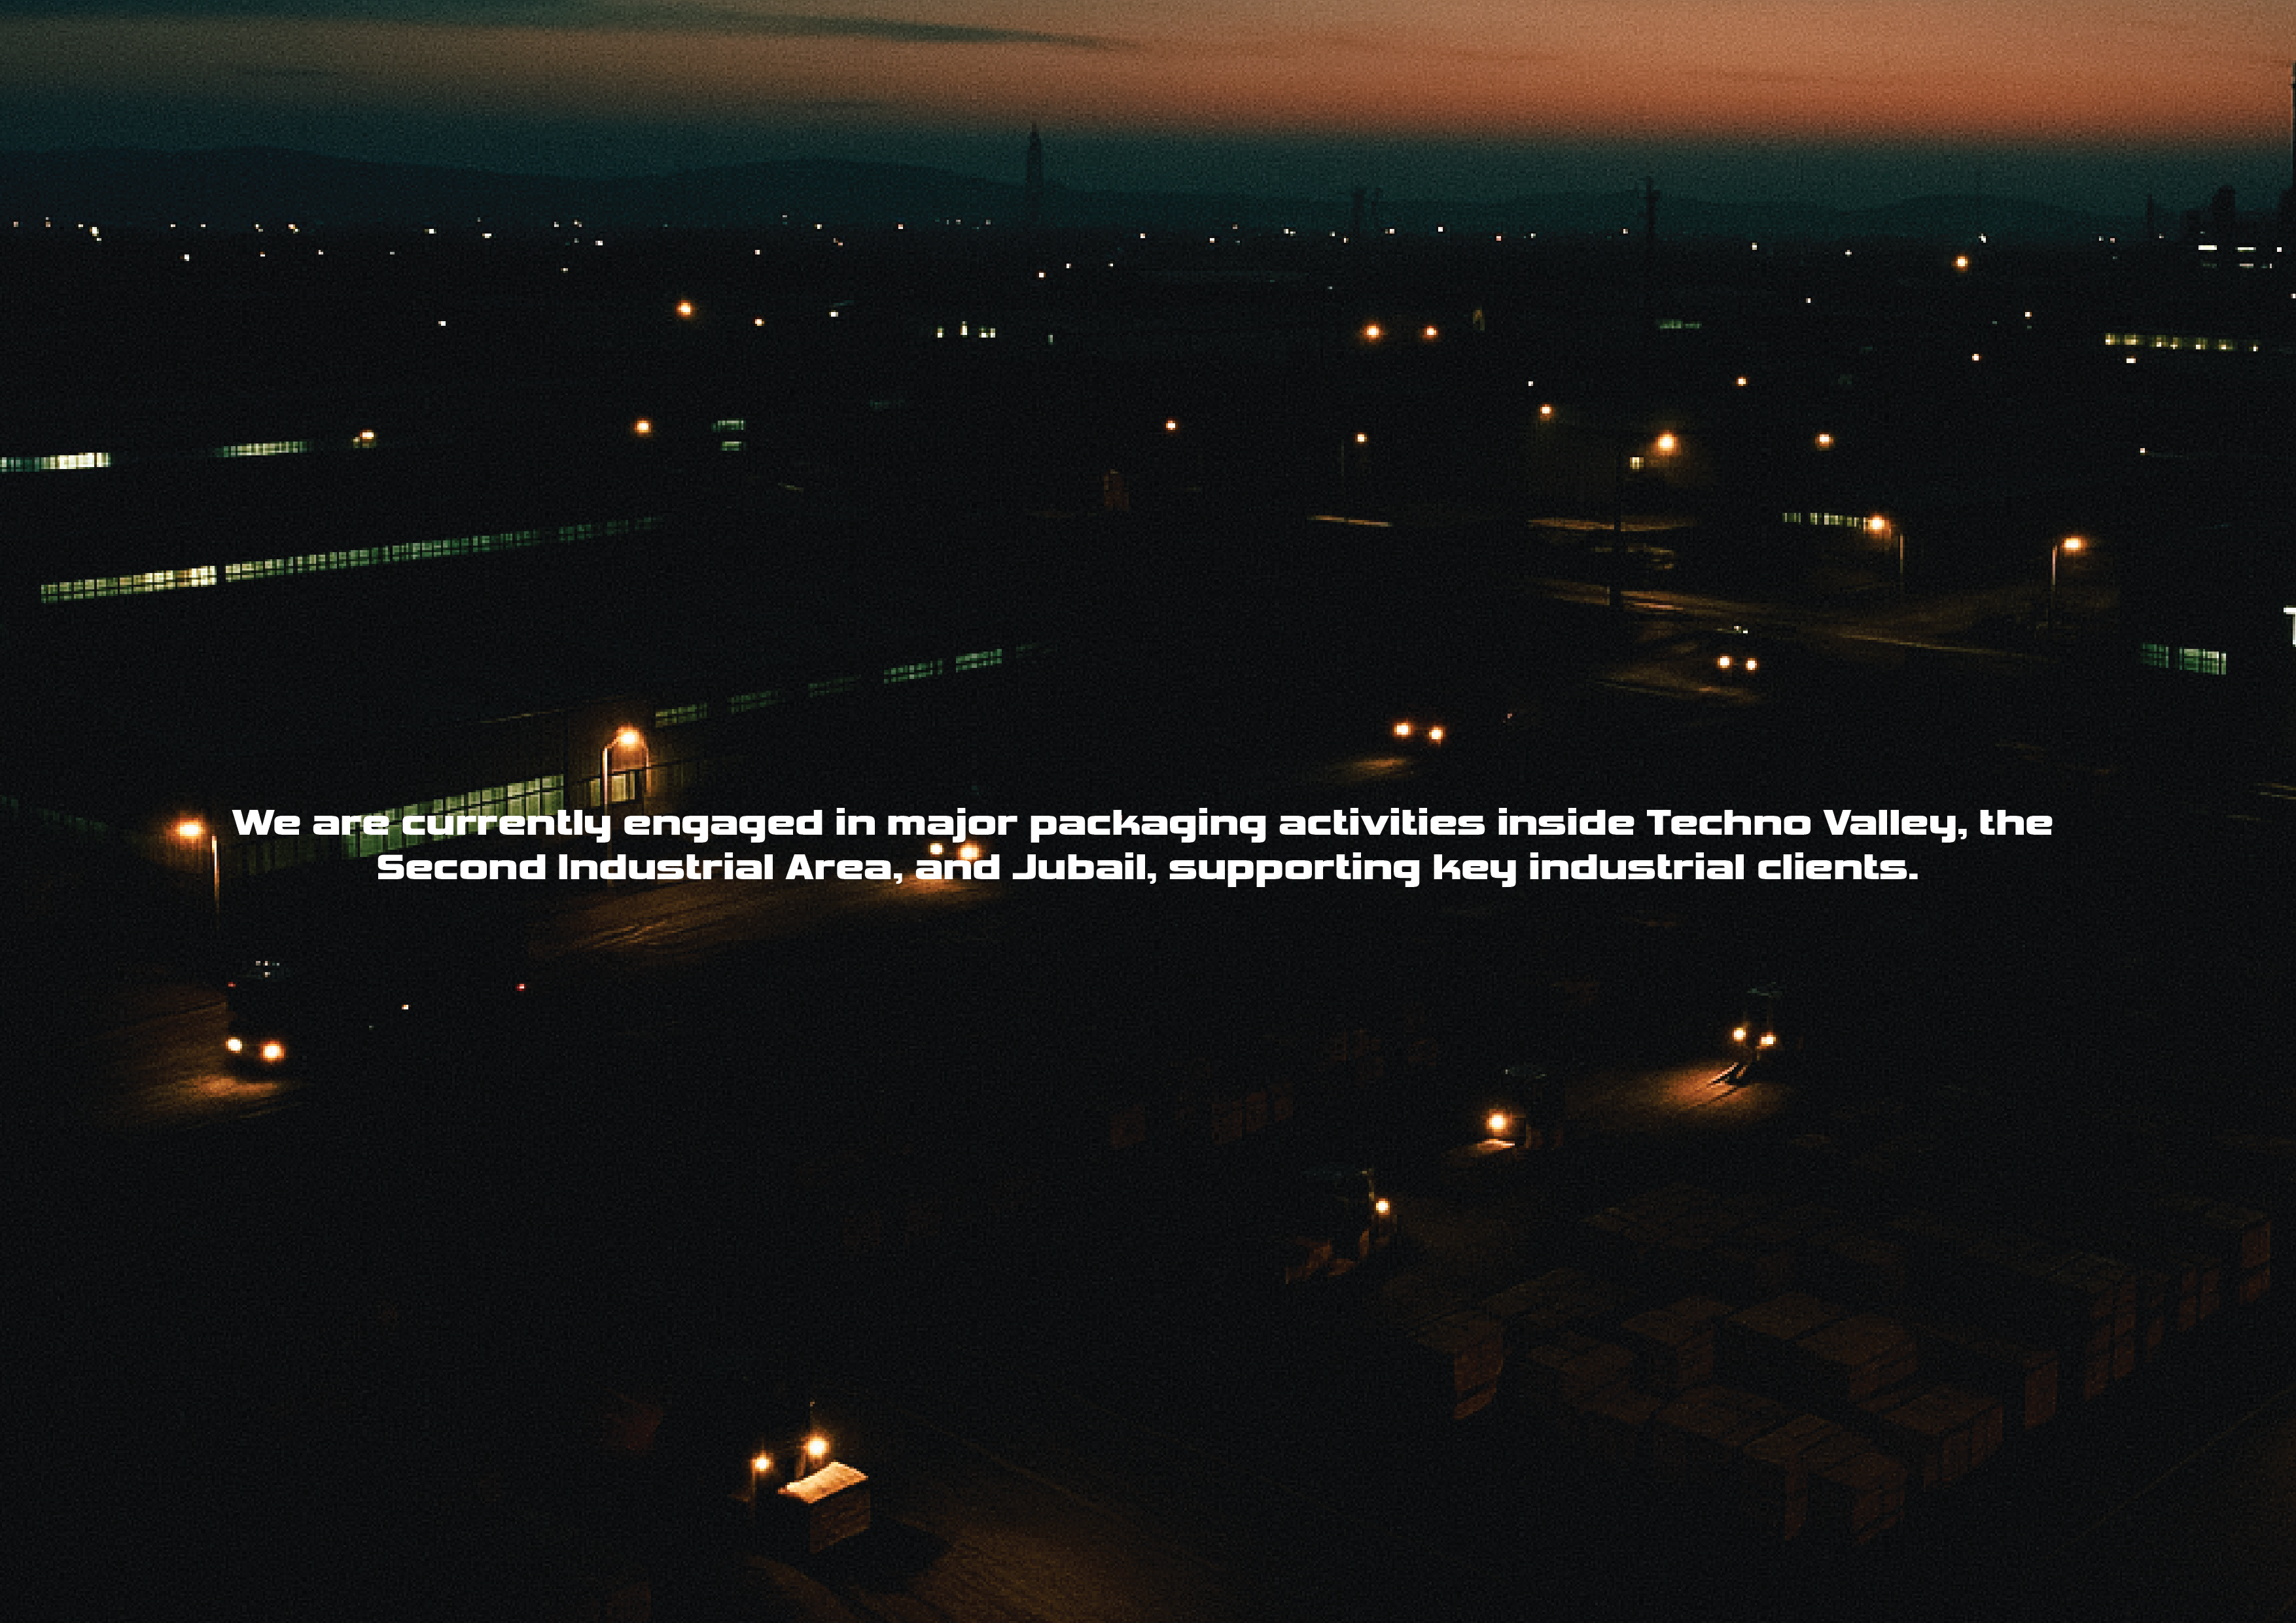 We are currently engaged in major packaging activities inside Techno Valley, the
Second Industrial Area, and Jubail, supporting key industrial clients.